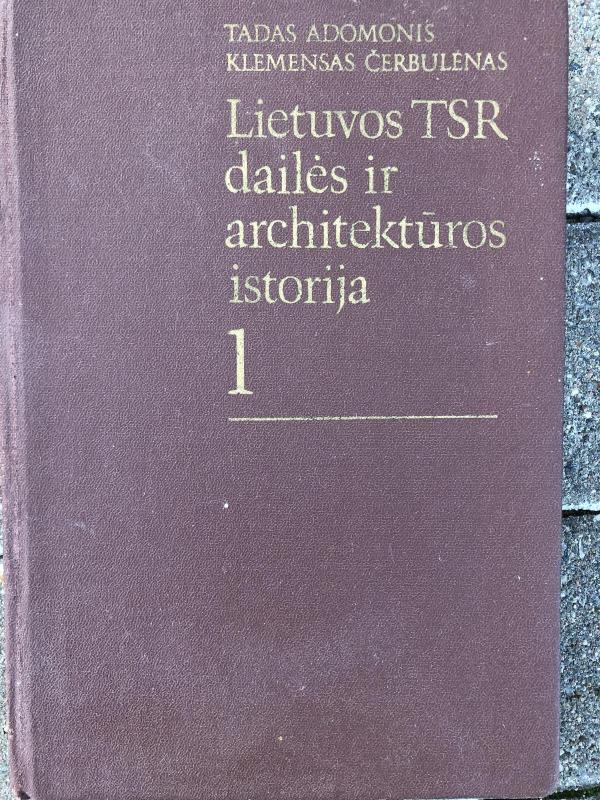 TADAS ADOMONIS
KLEMENSAS ČERBULĖNAS
Lietuvos TSR
dailės ir
architektūros
istorija
1